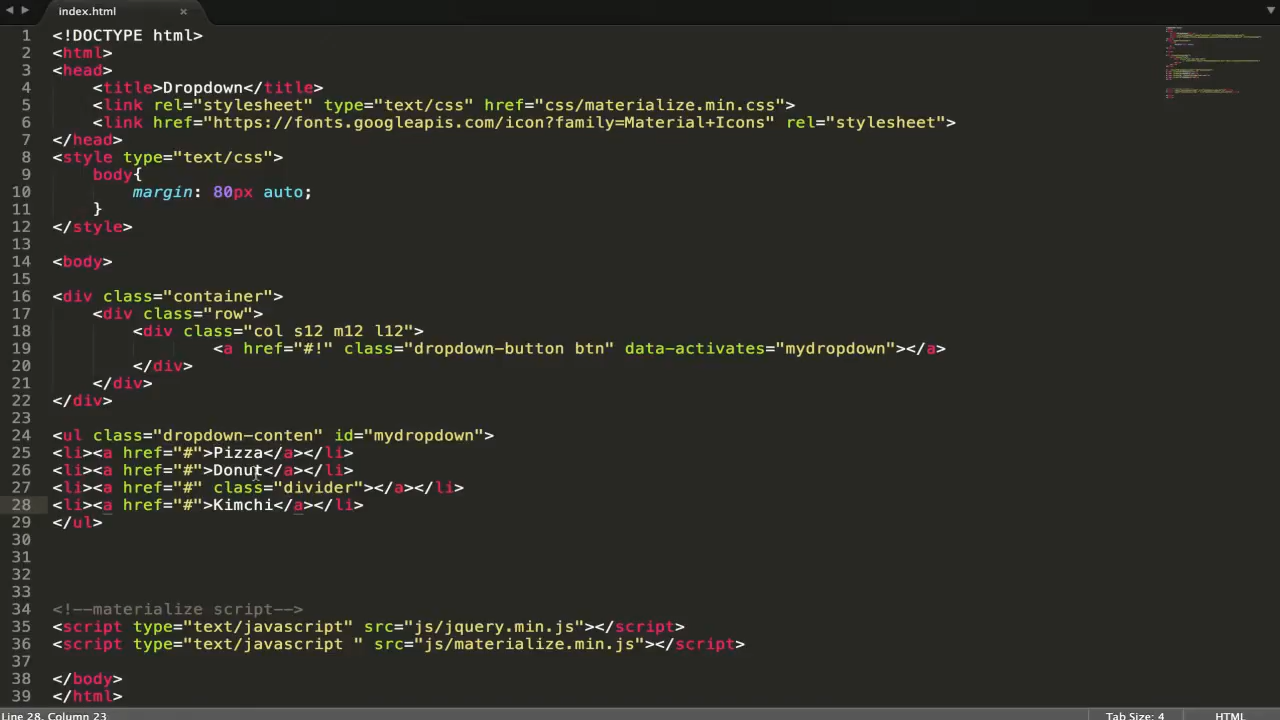 index.html
1 <!DOCTYPE html>
2 <html>
3 <head>
4 <title>Dropdown</title>
5 <link rel="stylesheet" type="text/css" href="css/materialize.min.css">
6 <link href="https://fonts.googleapis.com/icon?family=Material+Icons" rel="stylesheet">
7 </head>
8 <style type="text/css">
9 body{
10 margin: 80px auto;
11 }
12 </style>
13
14 <body>
15
16 <div class="container">
17 <div class="row">
18 <div class="col s12 m12 l12">
19 <a href="#!" class="dropdown-button btn" data-activates="mydropdown"></a>
20 </div>
21 </div>
22 </div>
23
24 <ul class="dropdown-conten" id="mydropdown">
25 <li><a href="#">Pizza</a></li>
26 <li><a href="#">Donut</a></li>
27 <li><a href="#" class="divider"></a></li>
28 <li><a href="#">Kimchi</a></li>
29 </ul>
30
31
32
33
34 <!--materialize script-->
35 <script type="text/javascript" src="js/jquery.min.js"></script>
36 <script type="text/javascript " src="js/materialize.min.js"></script>
37
38 </body>
39 </html>
Line 28, Column 23 Tab Size: 4 HTML